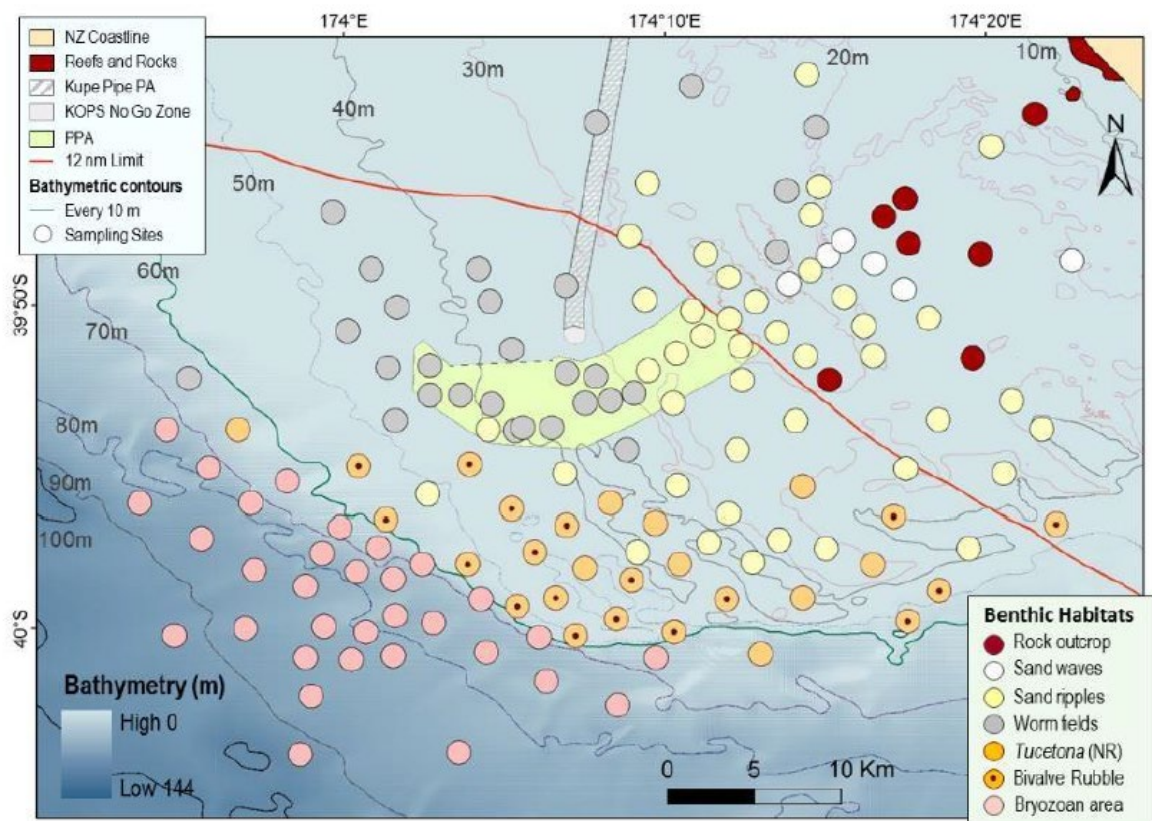 174°E
174°10'E
174°20'E
NZ Coastline
Reefs and Rocks
Kupe Pipe PA
KOPS No Go Zone
PPA
12 nm Limit
Bathymetric contours
Every 10 m
Sampling Sites
10m
20m
30m
40m
50m
60m
70m
80m
90m
100m
N
39°50'S
40°S
Bathymetry (m)
High 0
Low 144
0 5 10 Km
Benthic Habitats
Rock outcrop
Sand waves
Sand ripples
Worm fields
Tucetona (NR)
Bivalve Rubble
Bryozoan area